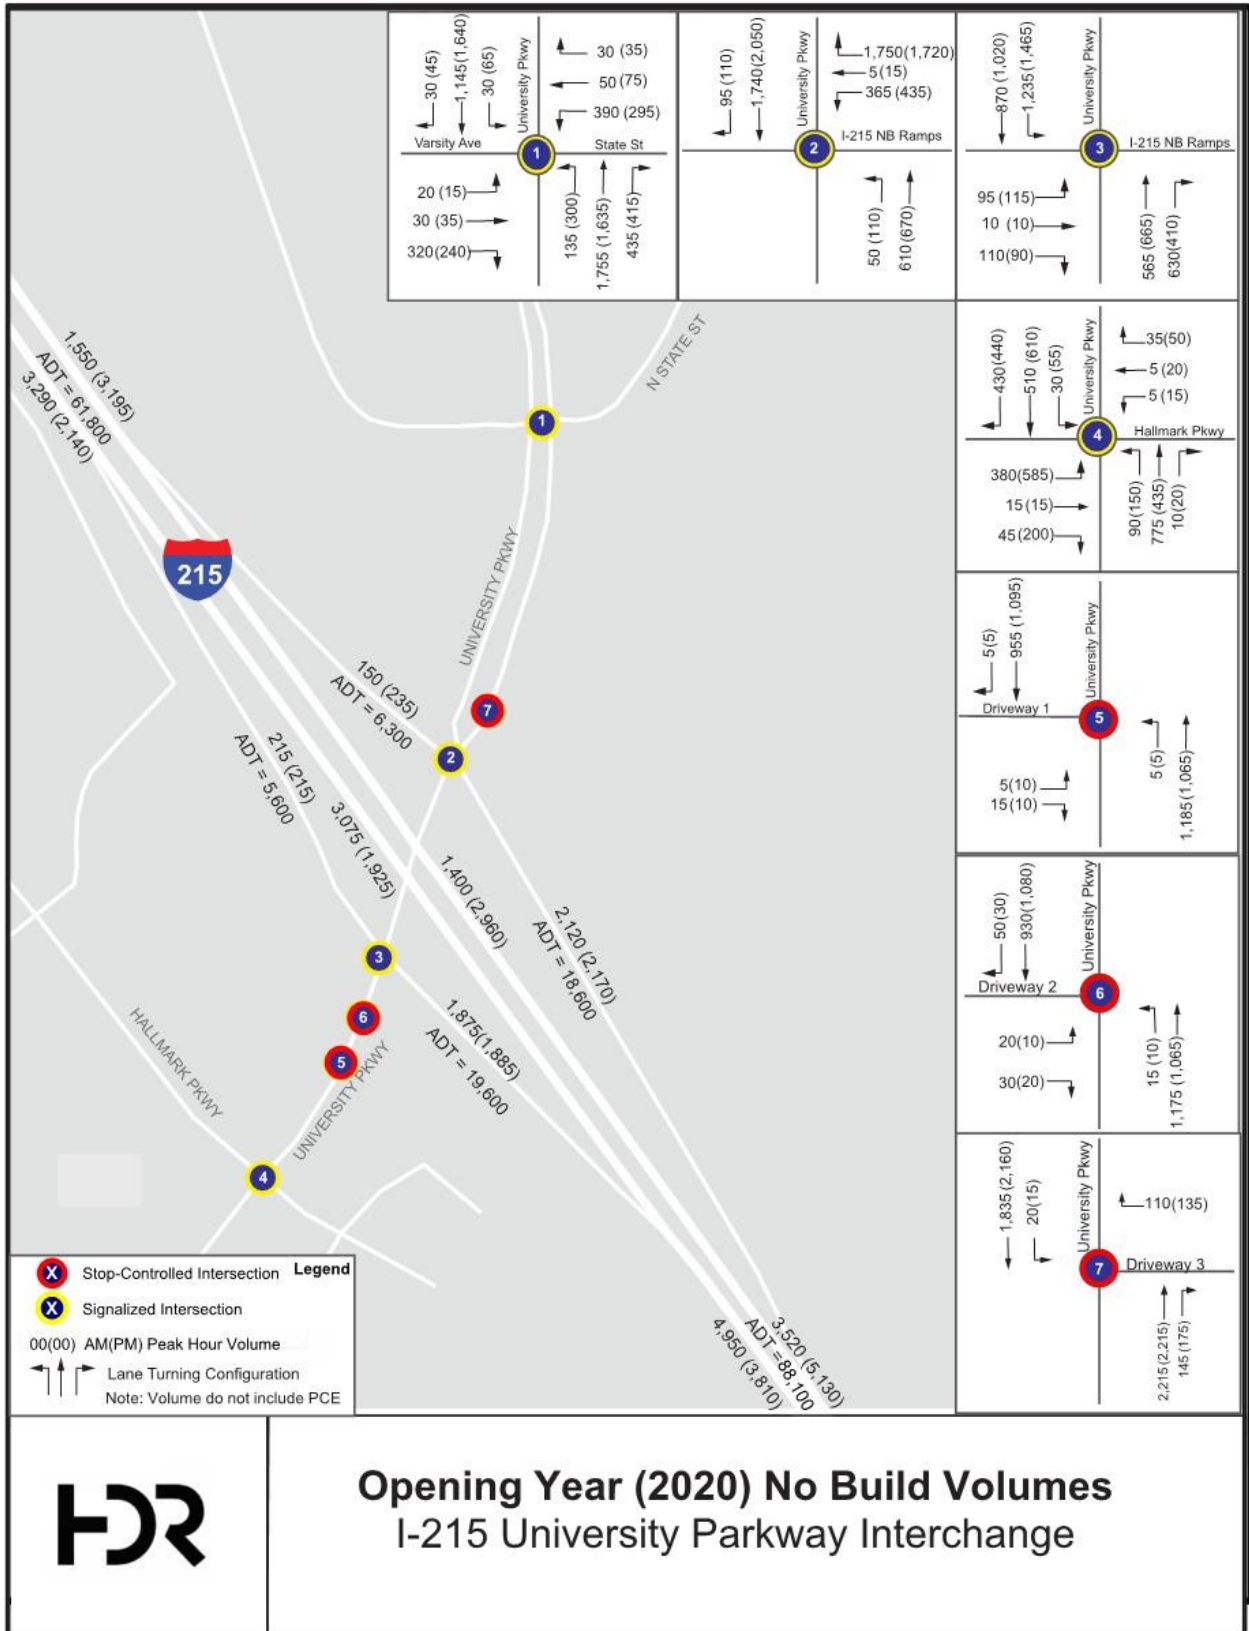 30 (45)
1,145(1,640)
30 (65)
University Pkwy
30 (35)
50 (75)
390 (295)
Varsity Ave
1
State St
20 (15)
30 (35)
320(240)
135 (300)
1,755 (1,635)
435 (415)
95 (110)
1,740(2,050)
University Pkwy
1,750(1,720)
5(15)
365 (435)
2
I-215 NB Ramps
50 (110)
610(670)
870 (1,020)
1,235(1,465)
University Pkwy
3
I-215 NB Ramps
95 (115)
10 (10)
110(90)
565 (665)
630(410)
430(440)
510 (610)
30 (55)
University Pkwy
35(50)
5 (20)
5 (15)
4
Hallmark Pkwy
380(585)
15(15)
45(200)
90(150)
775 (435)
10(20)
5(5)
955 (1,095)
University Pkwy
Driveway 1
5
5(10)
15(10)
5(5)
1,185(1,065)
50(30)
930(1,080)
University Pkwy
Driveway 2
6
20(10)
30(20)
15 (10)
1,175 (1,065)
1,835(2,160)
20(15)
University Pkwy
110(135)
7
Driveway 3
2,215(2,215)
145 (175)
1,550 (3,195)
ADT = 61,800
3,290 (2,140)
215
N STATE ST
1
UNIVERSITY PKWY
150 (235)
ADT = 6,300
7
2
215 (215)
ADT = 5,600
3,075 (1,925)
1,400 (2,960)
2,120 (2,170)
ADT = 18,600
3
1,875(1,885)
ADT = 19,600
6
5
HALLMARK PKWY
UNIVERSITY PKWY
4
3,520 (5,130)
ADT = 88,100
4,950 (3,810)
Legend
X Stop-Controlled Intersection
X Signalized Intersection
00(00) AM(PM) Peak Hour Volume
Lane Turning Configuration
Note: Volume do not include PCE
HDR
Opening Year (2020) No Build Volumes
I-215 University Parkway Interchange